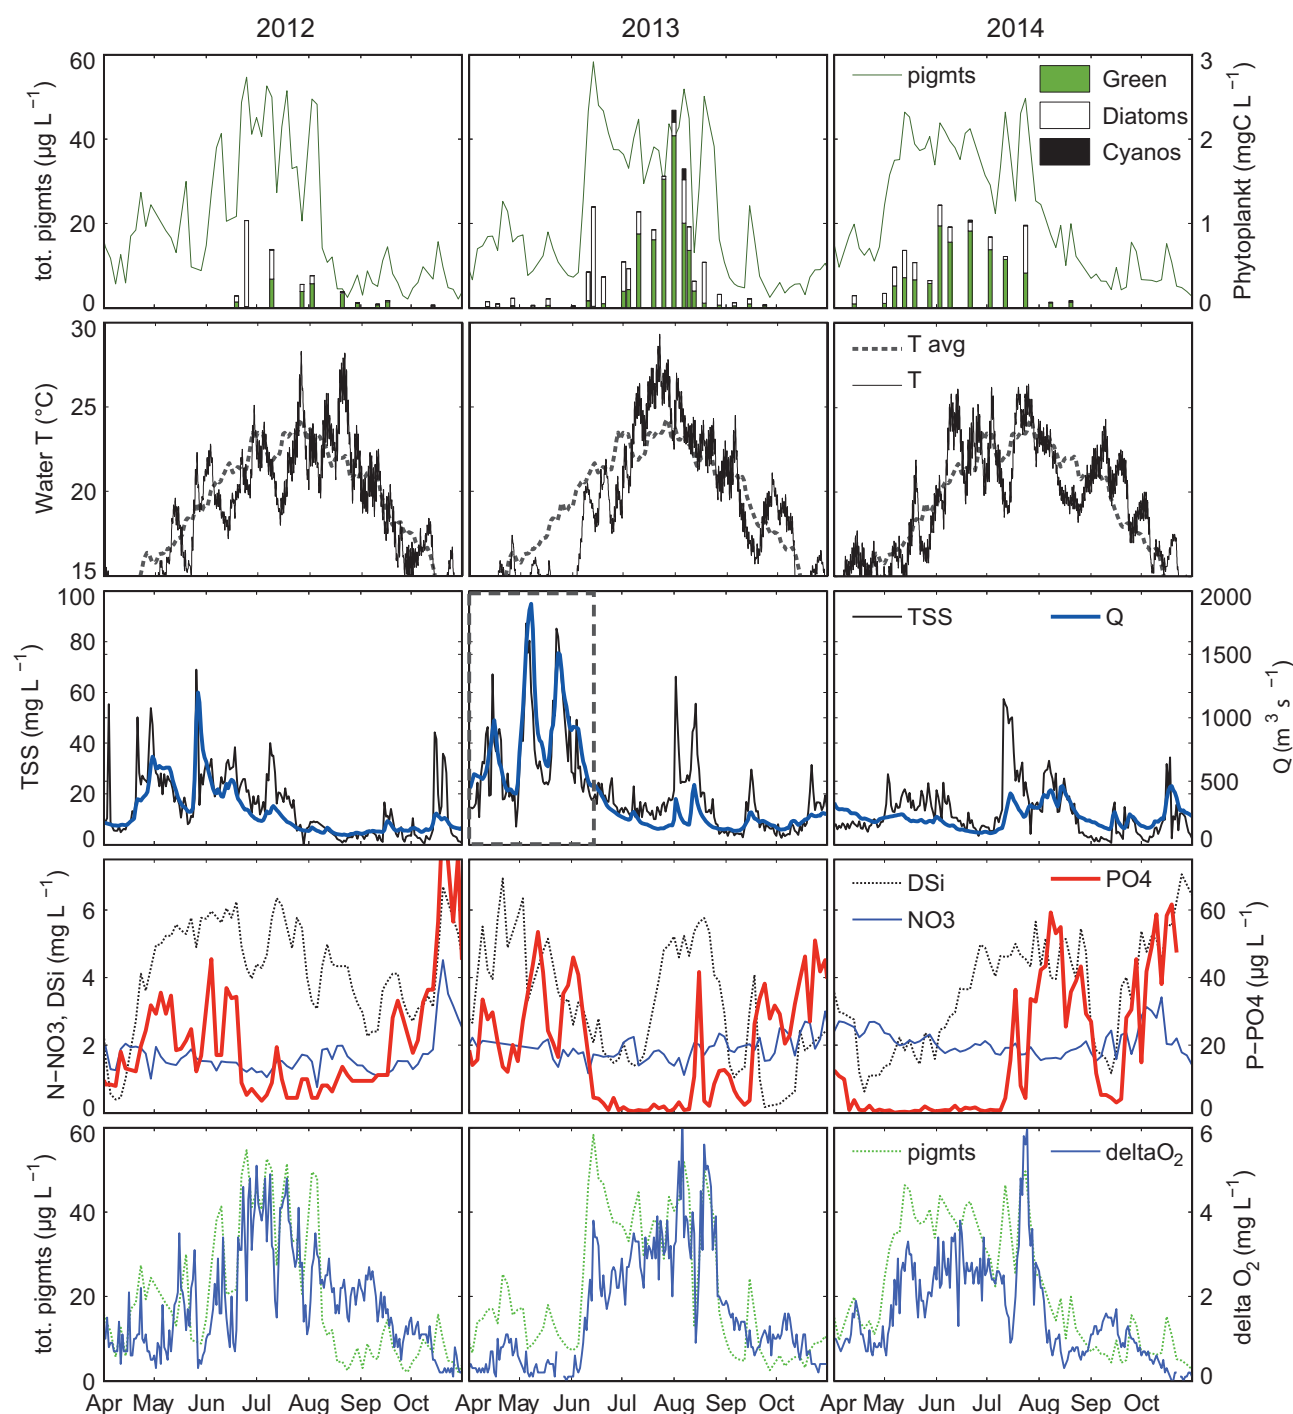 2012 2013 2014
60 3
pigmts Green
Diatoms
40 2
Cyanos
tot. pigmts (µg L −1) Phytoplankt (mgC L −1)
20 1
0 0
30
T avg
T
25
Water T (°C)
20
15
100 2000
TSS Q
80
1500
60
TSS (mg L −1) 1000 Q (m 3 s −1)
40
500
20
0 0
DSi PO4
6 NO3 60
4 40
N−NO3, DSi (mg L −1) P−PO4 (µg L −1)
2 20
0 0
60 6
pigmts deltaO2
40 4
tot. pigmts (µg L −1) delta O2 (mg L−1)
20 2
0 0
Apr May Jun Jul Aug Sep Oct Apr May Jun Jul Aug Sep Oct Apr May Jun Jul Aug Sep Oct